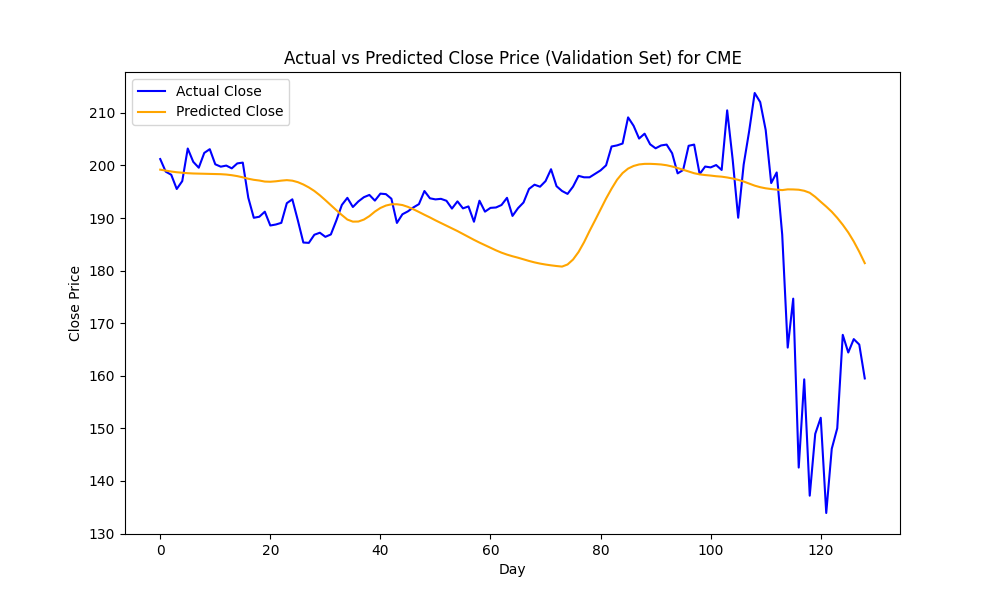 Actual vs Predicted Close Price (Validation Set) for CME
Actual Close
Predicted Close
210
200
190
180
170
160
150
140
130
Close Price
0 20 40 60 80 100 120
Day